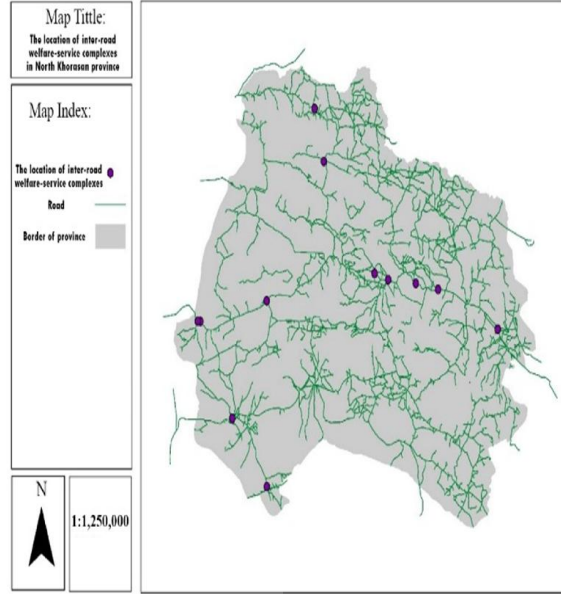 Map Tittle:
The location of inter-road
welfare-service complexes
in North Khorasan province
Map Index:
The location of inter-road
welfare-service complexes
Road
Border of province
N
1:1,250,000